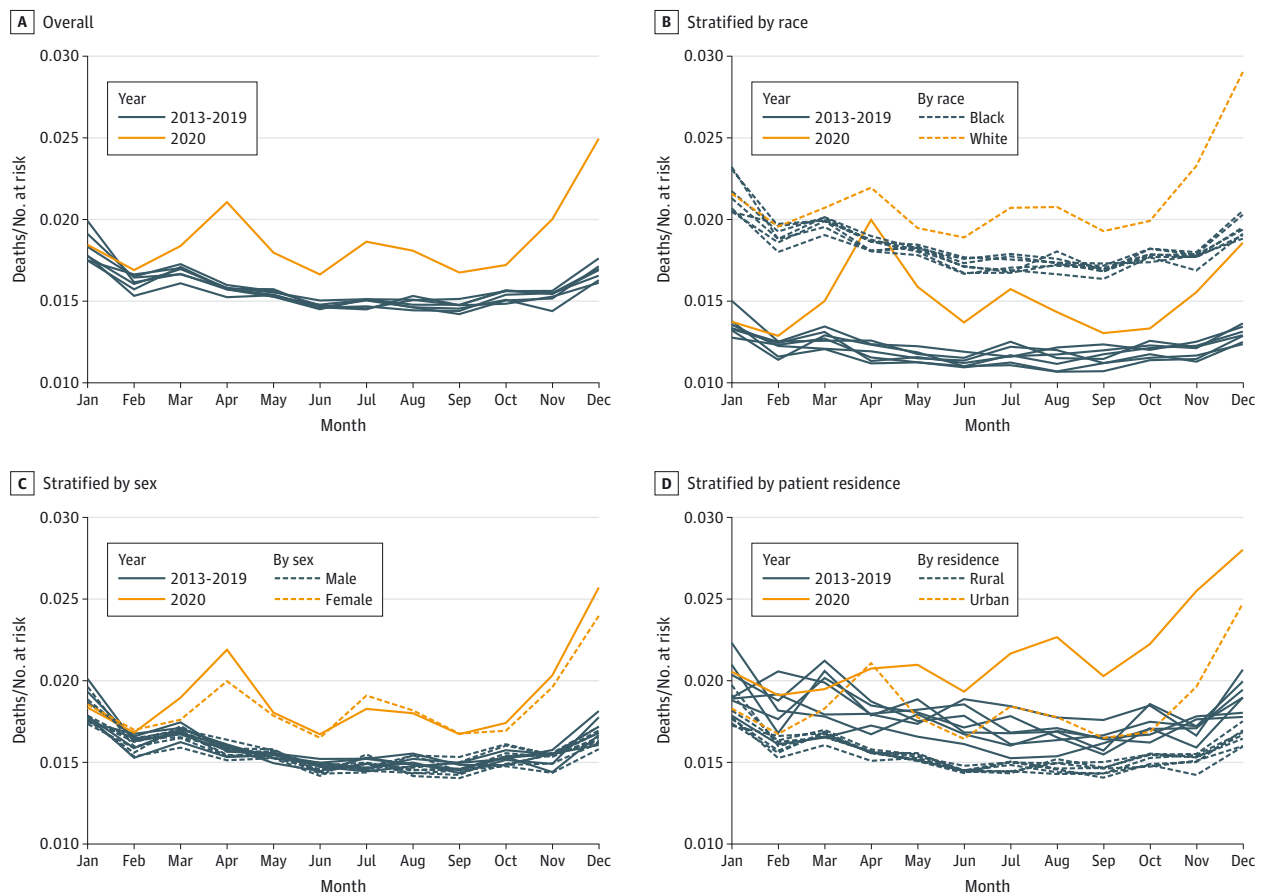 A Overall
Deaths/No. at risk
0.030
0.025
0.020
0.015
0.010
Year
2013-2019
2020
Jan Feb Mar Apr May Jun Jul Aug Sep Oct Nov Dec
Month
B Stratified by race
Deaths/No. at risk
0.030
0.025
0.020
0.015
0.010
Year By race
2013-2019 Black
2020 White
Jan Feb Mar Apr May Jun Jul Aug Sep Oct Nov Dec
Month
C Stratified by sex
Deaths/No. at risk
0.030
0.025
0.020
0.015
0.010
Year By sex
2013-2019 Male
2020 Female
Jan Feb Mar Apr May Jun Jul Aug Sep Oct Nov Dec
Month
D Stratified by patient residence
Deaths/No. at risk
0.030
0.025
0.020
0.015
0.010
Year By residence
2013-2019 Rural
2020 Urban
Jan Feb Mar Apr May Jun Jul Aug Sep Oct Nov Dec
Month